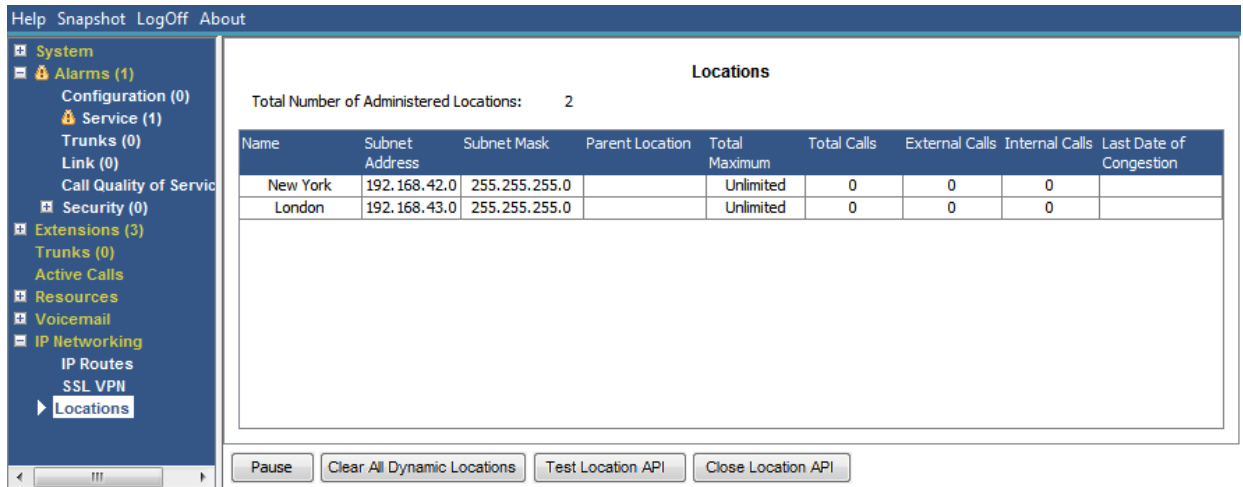 Help Snapshot LogOff About
System
Alarms (1)
Configuration (0)
Service (1)
Trunks (0)
Link (0)
Call Quality of Servic
Security (0)
Extensions (3)
Trunks (0)
Active Calls
Resources
Voicemail
IP Networking
IP Routes
SSL VPN
Locations
Locations
Total Number of Administered Locations: 2
Name Subnet Address Subnet Mask Parent Location Total Maximum Total Calls External Calls Internal Calls Last Date of Congestion
New York 192.168.42.0 255.255.255.0 Unlimited 0 0 0
London 192.168.43.0 255.255.255.0 Unlimited 0 0 0
Pause Clear All Dynamic Locations Test Location API Close Location API